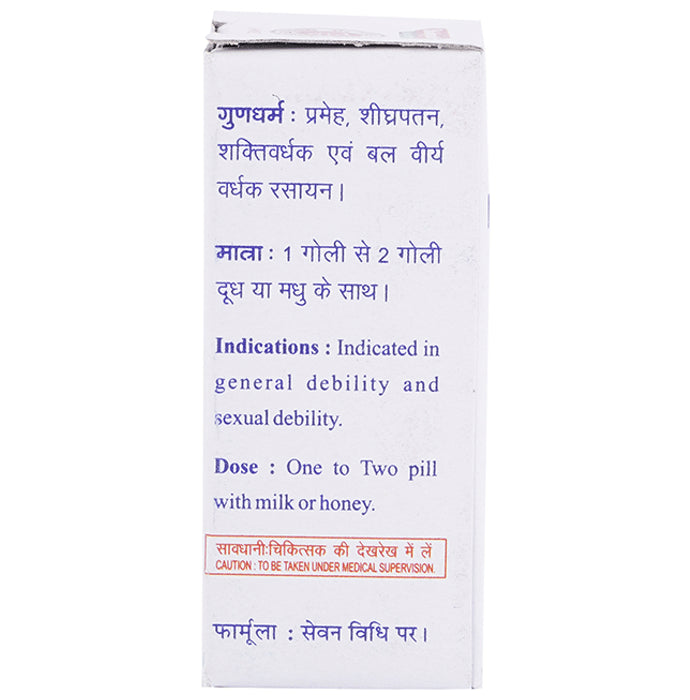 गुणधर्म : प्रमेह, शीघ्रपतन,
शक्तिवर्धक एवं बल वीर्य
वर्धक रसायन।
मात्रा : 1 गोली से 2 गोली
दूध या मधु के साथ।
Indications : Indicated in
general debility and
sexual debility.
Dose : One to Two pill
with milk or honey.
सावधानी:चिकित्सक की देखरेख में लें
CAUTION : TO BE TAKEN UNDER MEDICAL SUPERVISION.
फार्मूला : सेवन विधि पर।